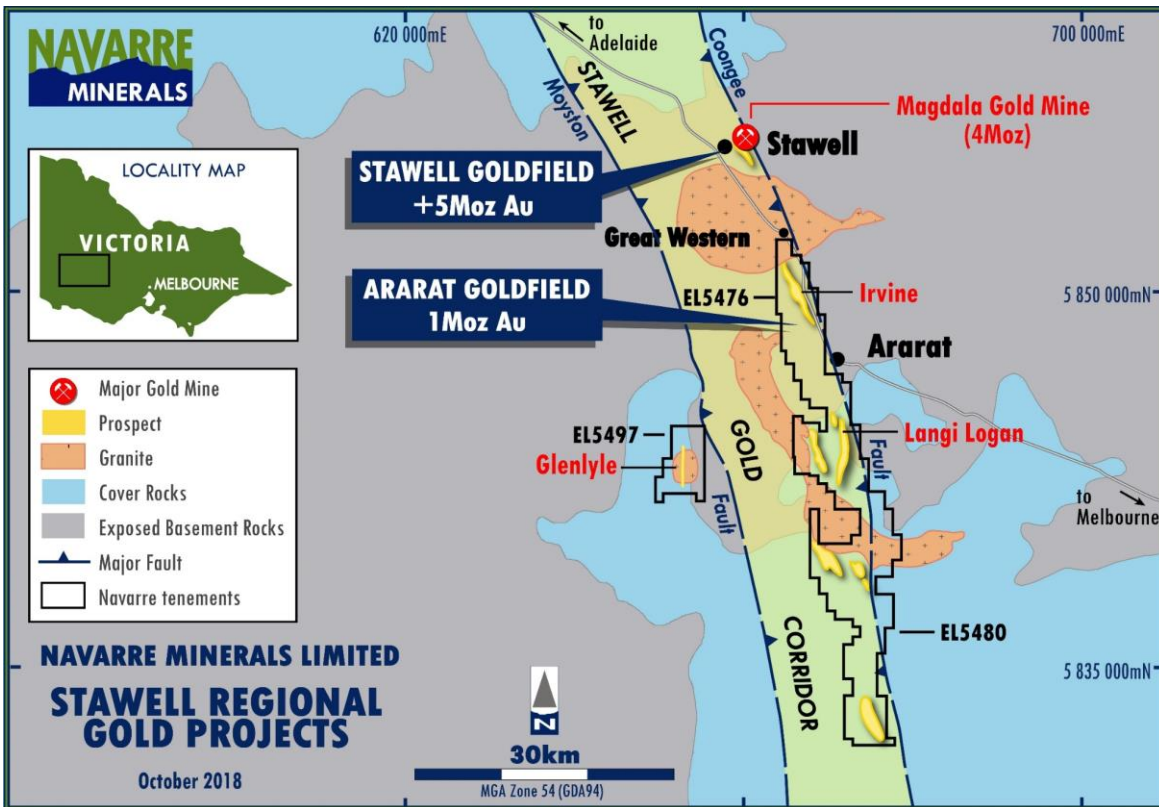 NAVARRE
MINERALS
620 000mE
700 000mE
to
Adelaide
STAWELL
Moyston
Coongee
Magdala Gold Mine
(4Moz)
Stawell
STAWELL GOLDFIELD
+5Moz Au
LOCALITY MAP
VICTORIA
MELBOURNE
Great Western
EL5476
Irvine
5 850 000mN
ARARAT GOLDFIELD
1Moz Au
Ararat
Major Gold Mine
Prospect
Granite
Cover Rocks
Exposed Basement Rocks
Major Fault
Navarre tenements
EL5497
Glenlyle
GOLD
Langi Logan
Fault
Fault
to
Melbourne
CORRIDOR
EL5480
5 835 000mN
NAVARRE MINERALS LIMITED
STAWELL REGIONAL
GOLD PROJECTS
October 2018
N
30km
MGA Zone 54 (GDA94)